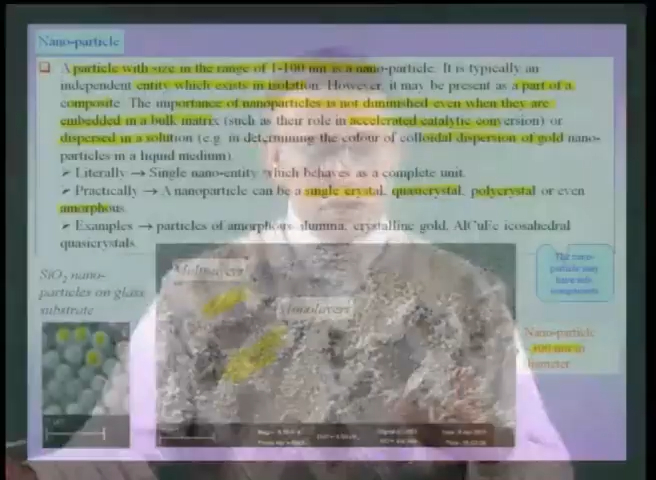 Nano-particle
A particle with size in the range of 1-100 nm is a nano-particle. It is typically an
independent entity which exists in isolation. However, it may be present as a part of a
composite. The importance of nanoparticles is not diminished even when they are
embedded in a bulk matrix (such as their role in accelerated catalytic conversion) or
dispersed in a solution (e.g. in determining the colour of colloidal dispersion of gold nano-
particles in a liquid medium).
➤ Literally → Single nano-entity which behaves as a complete unit.
➤ Practically → A nanoparticle can be a single crystal, quasicrystal, polycrystal or even
amorphous.
➤ Examples → particles of amorphous alumina, crystalline gold, AlCuFe icosahedral
quasicrystals.
SiO2 nano-
particles on glass
substrate
Multilayers
Monolayers
The nano-
particle may
have sub-
components
Nano-particle
300 nm in
diameter